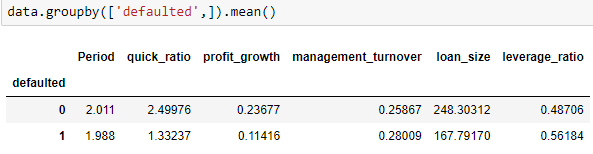 data.groupby(['defaulted',]).mean()
Period quick_ratio profit_growth management_turnover loan_size leverage_ratio
defaulted
0 2.011 2.49976 0.23677 0.25867 248.30312 0.48706
1 1.988 1.33237 0.11416 0.28009 167.79170 0.56184